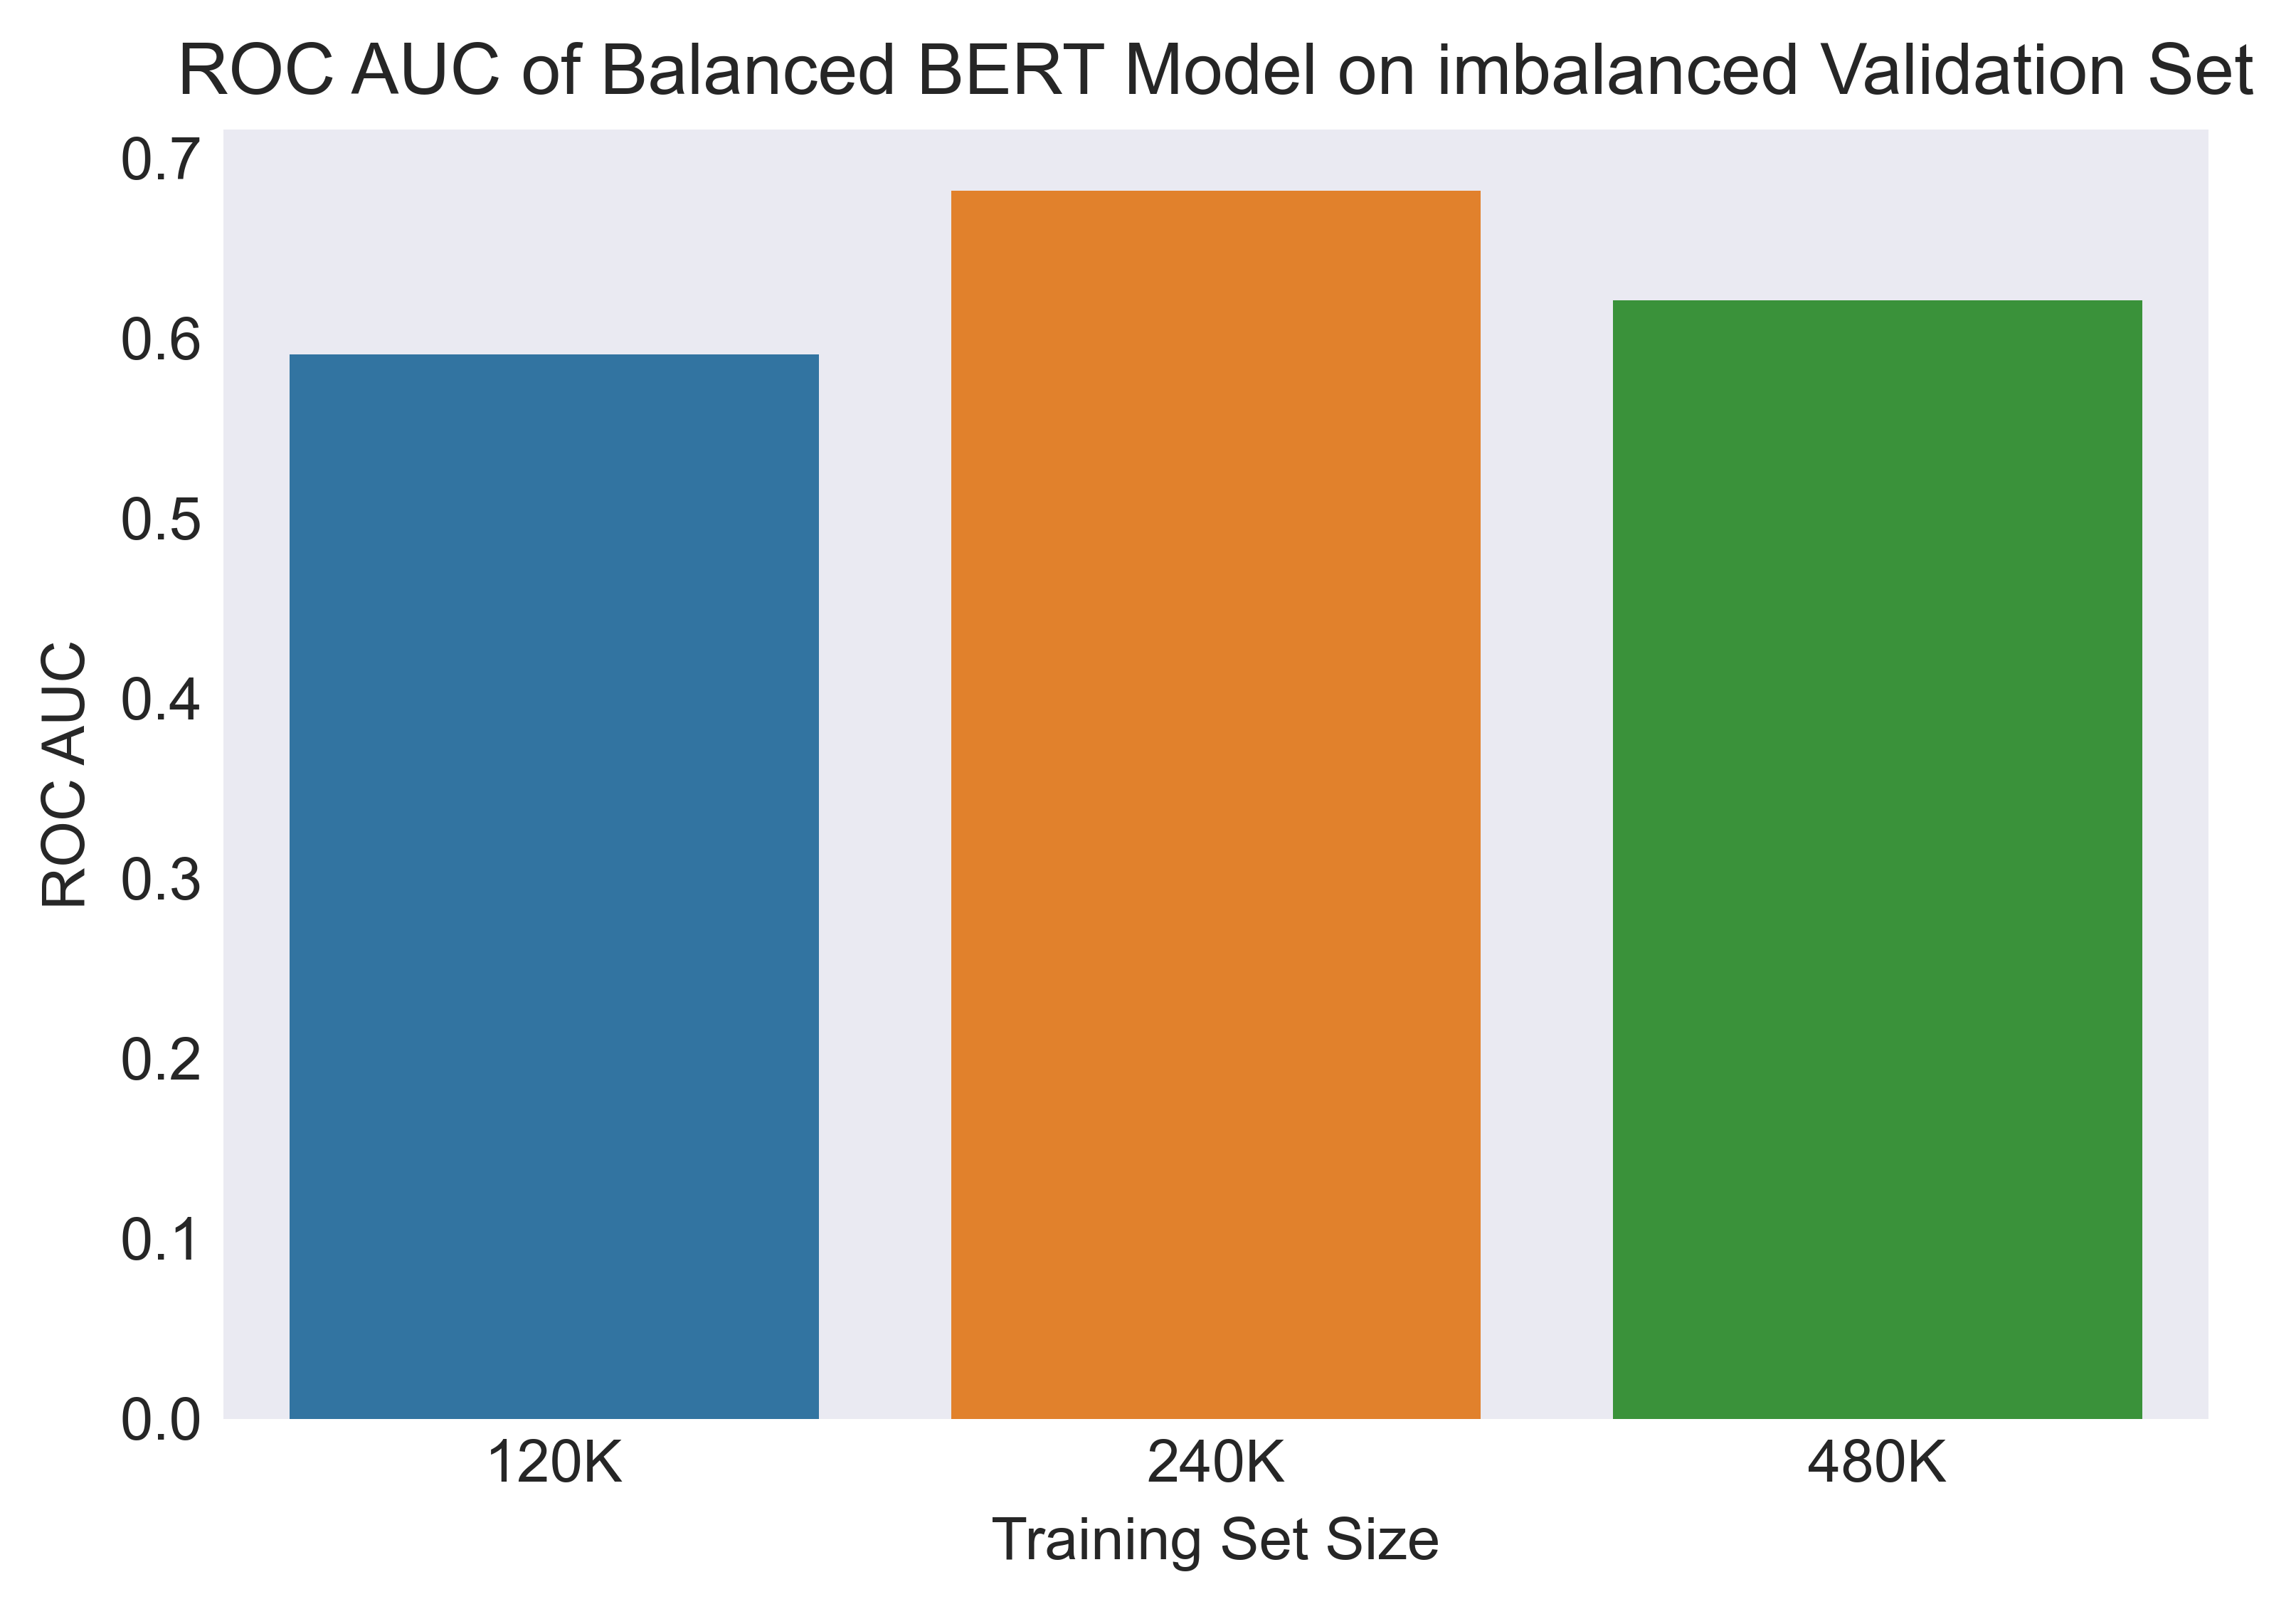 ROC AUC of Balanced BERT Model on imbalanced Validation Set
0.7
0.6
0.5
0.4
0.3
0.2
0.1
0.0
ROC AUC
120K
240K
480K
Training Set Size